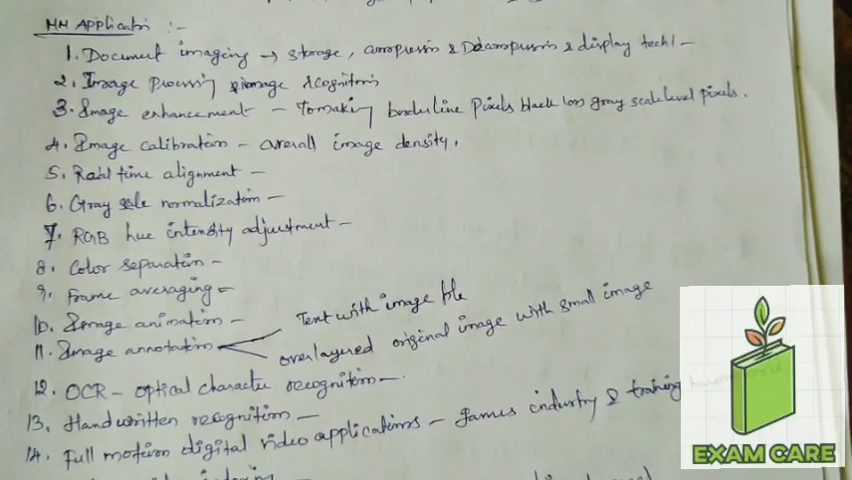 MM Application :-
1. Document imaging → storage, compression & Decompression & display techl -
2. Image processing & image recognition
3. Image enhancement - To making borderline pixels black less gray scale level pixels.
4. Image calibration - overall image density.
5. Real time alignment -
6. Gray scale normalization -
7. RGB hue intensity adjustment -
8. Color separation -
9. Frame averaging -
10. Image animation -
Text with image file
11. Image annotation
overlayered original image with small image
12. OCR - optical character recognition -
13. Handwritten recognition -
14. Full motion digital video applications - games industry & training
EXAM CARE